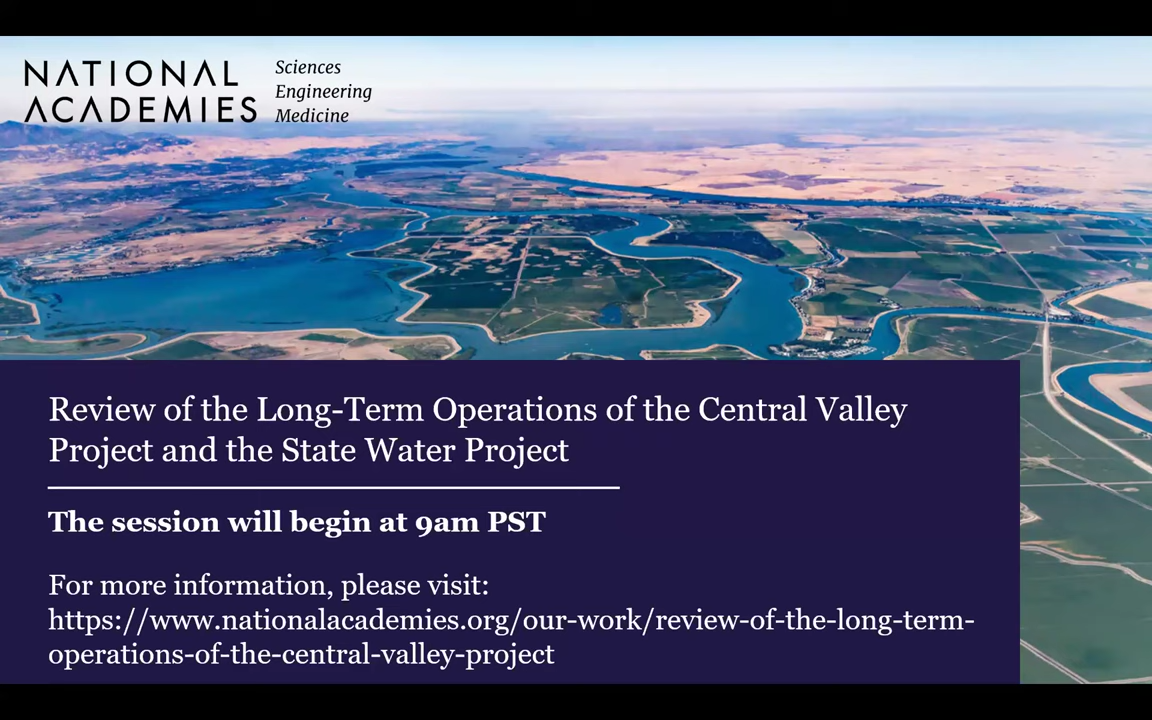 NATIONAL
ACADEMIES
Sciences
Engineering
Medicine
Review of the Long-Term Operations of the Central Valley
Project and the State Water Project
The session will begin at 9am PST
For more information, please visit:
https://www.nationalacademies.org/our-work/review-of-the-long-term-
operations-of-the-central-valley-project